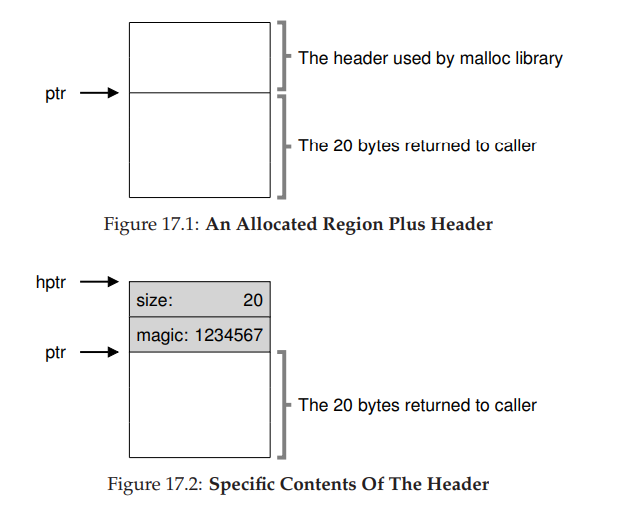 The header used by malloc library
ptr
The 20 bytes returned to caller
Figure 17.1: An Allocated Region Plus Header
hptr
size: 20
magic: 1234567
ptr
The 20 bytes returned to caller
Figure 17.2: Specific Contents Of The Header